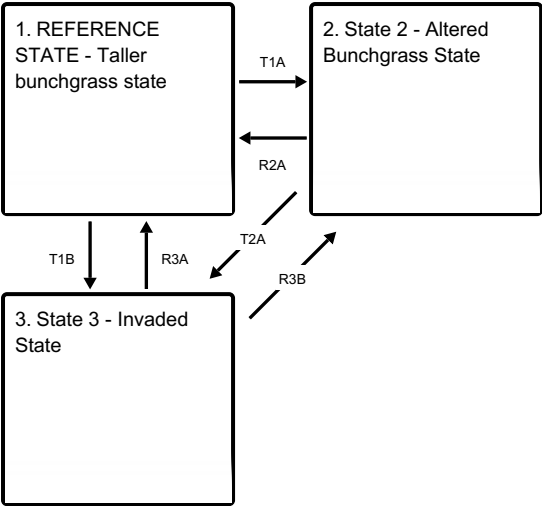 1. REFERENCE
STATE - Taller
bunchgrass state
2. State 2 - Altered
Bunchgrass State
T1A
R2A
T2A
T1B
R3A
R3B
3. State 3 - Invaded
State